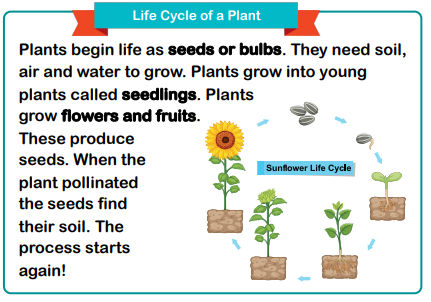 Life Cycle of a Plant
Plants begin life as seeds or bulbs. They need soil,
air and water to grow. Plants grow into young
plants called seedlings. Plants
grow flowers and fruits.
These produce
seeds. When the
plant pollinated
the seeds find
their soil. The
process starts
again!
Sunflower Life Cycle